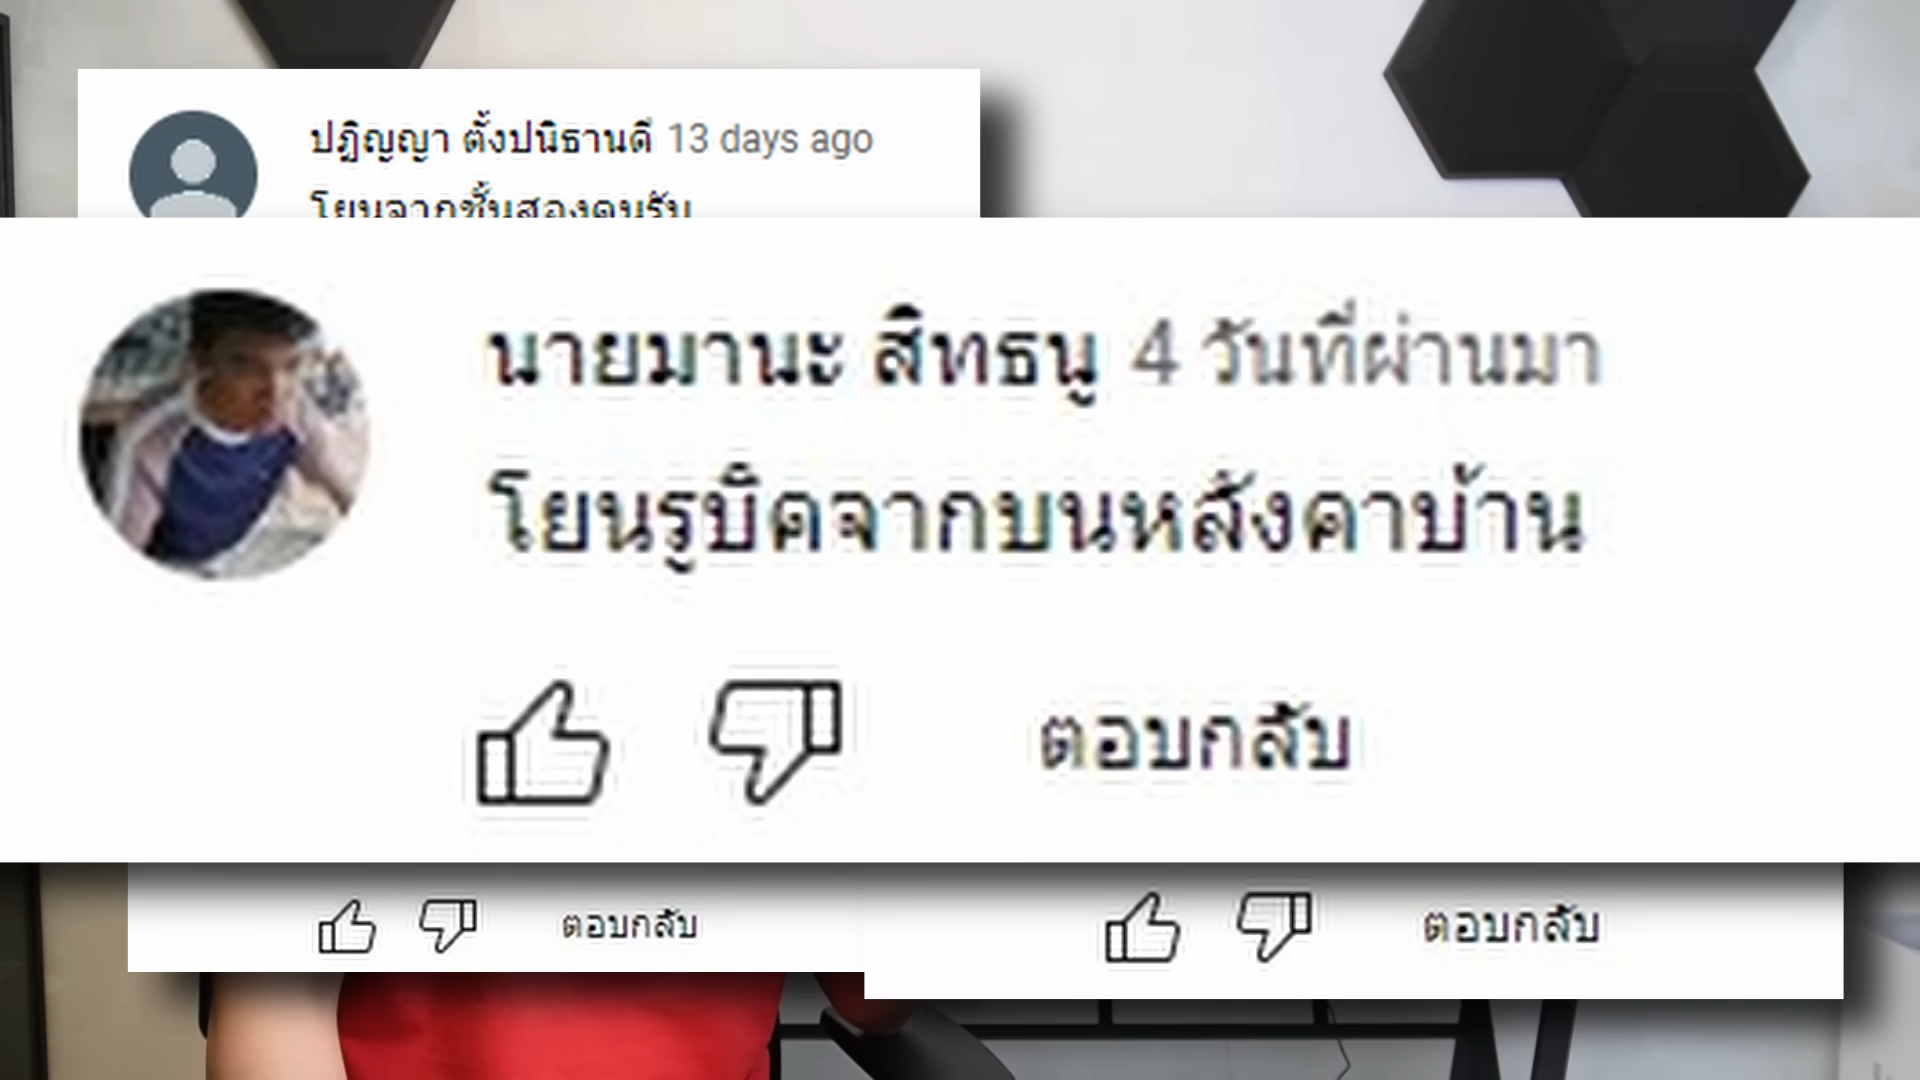 ปฏิญญา ตั้งปนิธานดี 13 days ago
โยนจากชั้นสองคนรับ
นายมานะ สิทธนู 4 วันที่ผ่านมา
โยนรูบิคจากบนหลังคาบ้าน
ตอบกลับ
ตอบกลับ ตอบกลับ